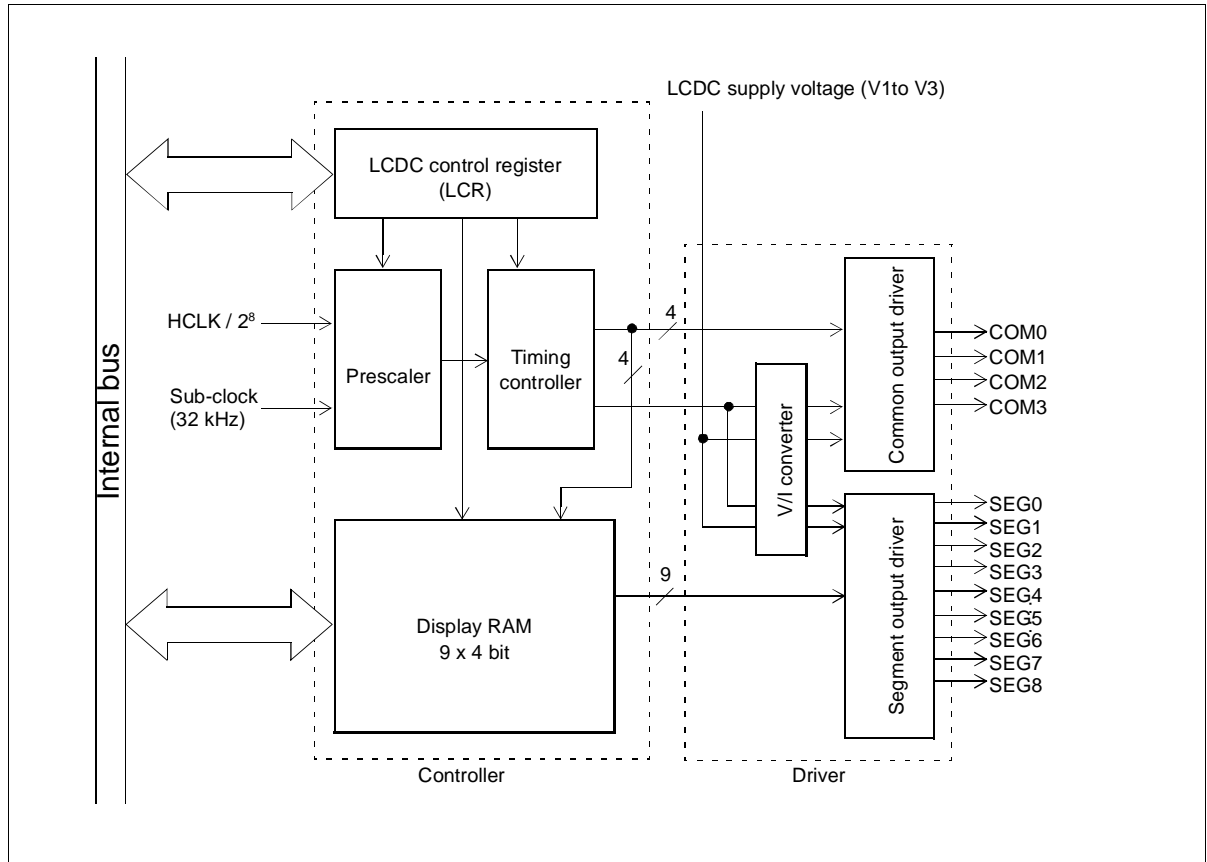 LCDC supply voltage (V1to V3)
LCDC control register
(LCR)
Internal bus
HCLK / 2⁸
Sub-clock
(32 kHz)
Prescaler
Timing
controller
4
4
V/I converter
Common output driver
COM0
COM1
COM2
COM3
Display RAM
9 x 4 bit
9
Segment output driver
SEG0
SEG1
SEG2
SEG3
SEG4
SEG5
SEG6
SEG7
SEG8
Controller
Driver